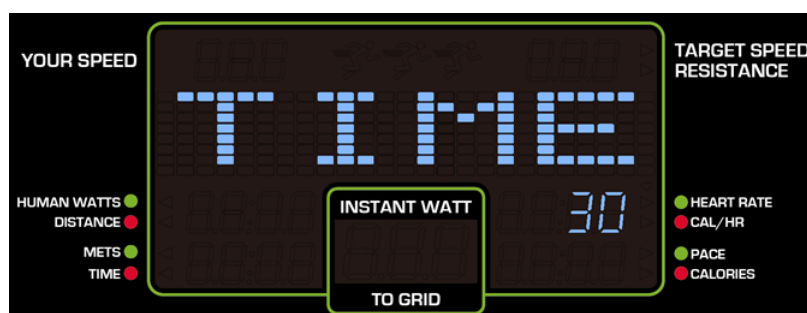 YOUR SPEED
TARGET SPEED
RESISTANCE
TIME
HUMAN WATTS
DISTANCE
METS
TIME
INSTANT WATT
TO GRID
30
HEART RATE
CAL/HR
PACE
CALORIES